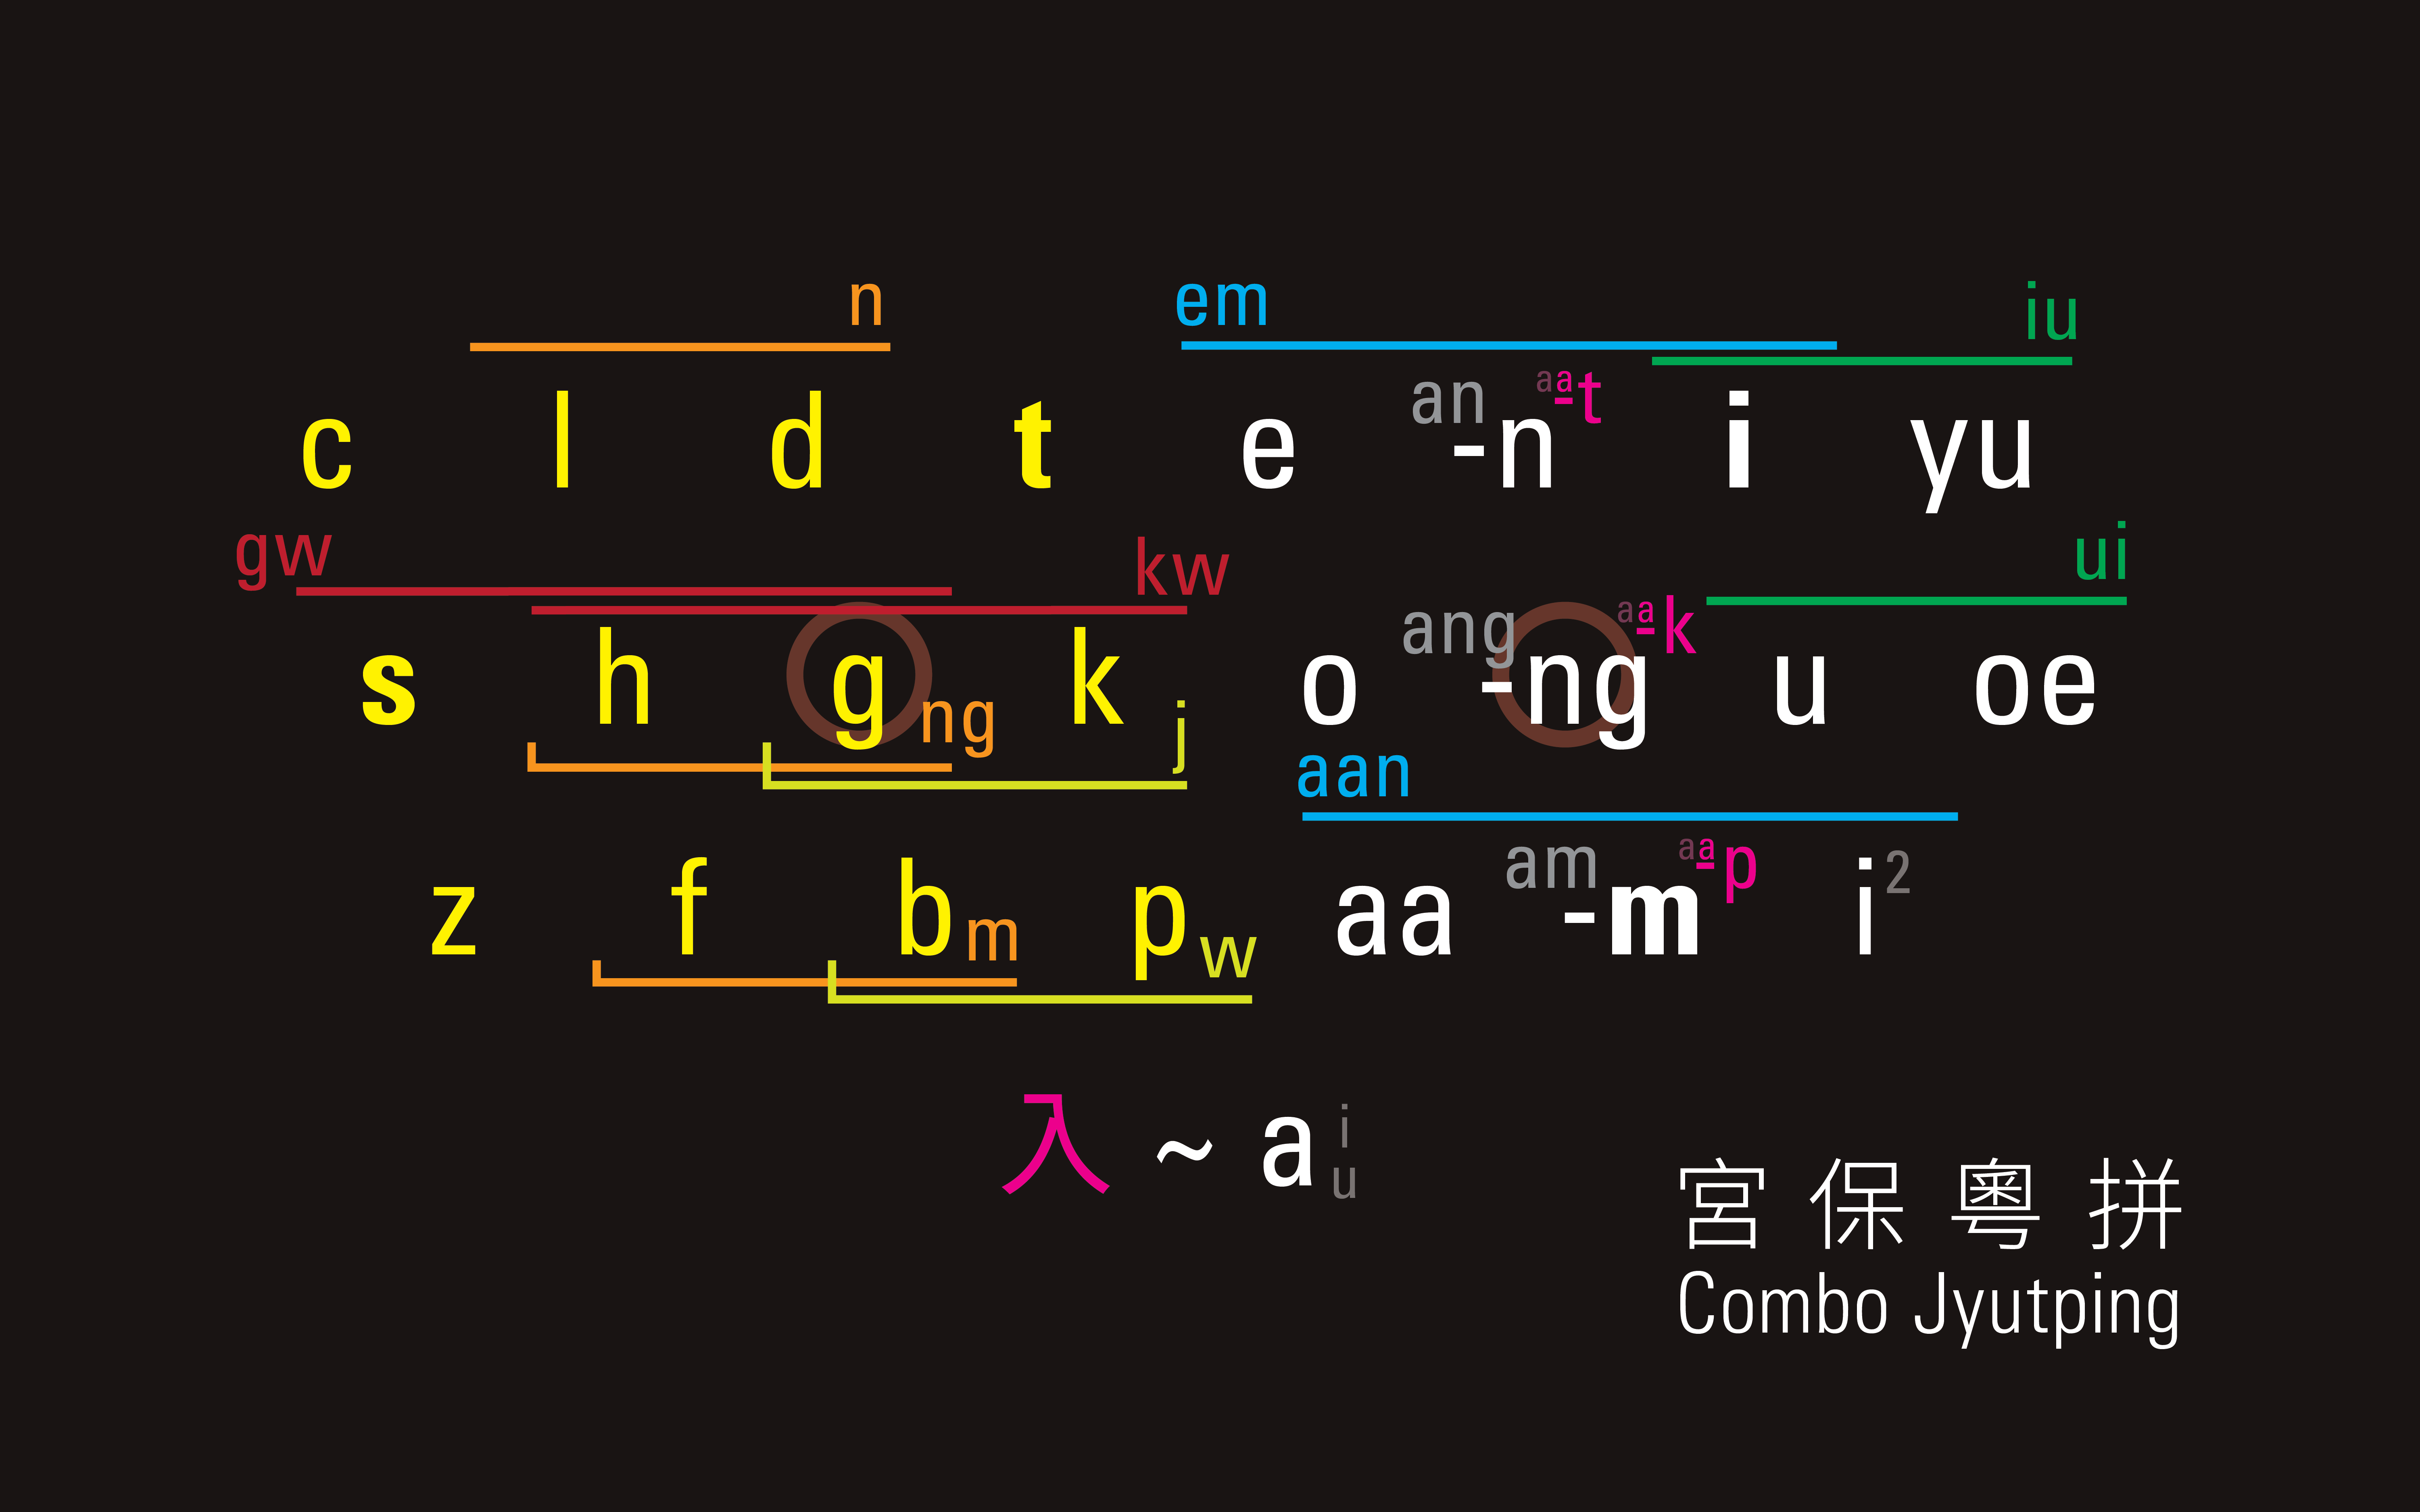 n em iu
an aa-t
c l d t e -n i yu
gw kw ui
ang aa-k
s h g ng k j o -ng u oe
aan
am aa-p
z f b m p w aa -m i 2
入 ~ a i u
宮保粵拼
Combo Jyutping